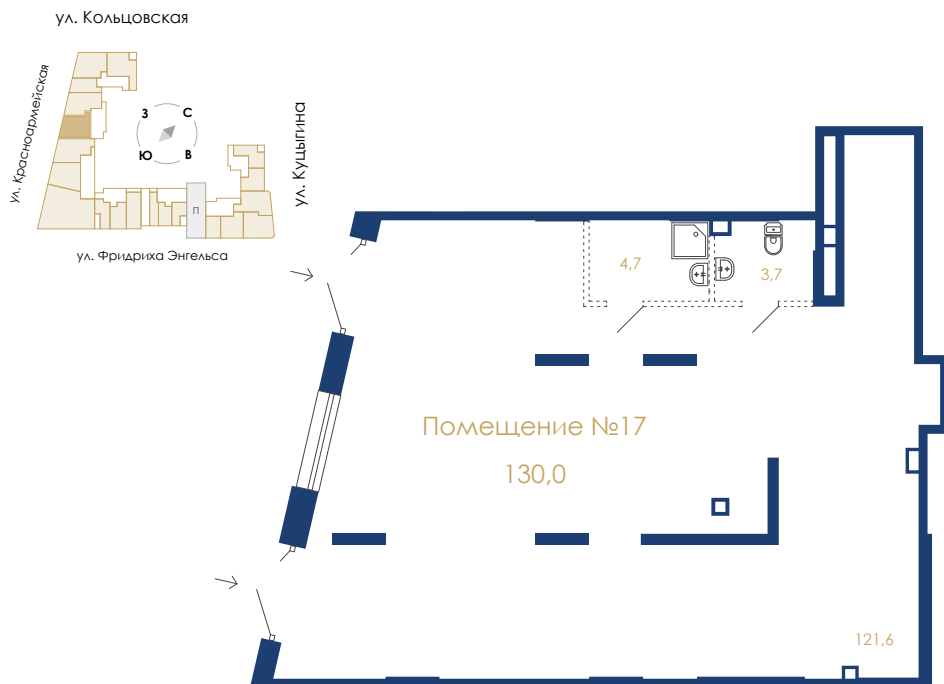 ул. Кольцовская
ул. Красноармейская
З
С
Ю
В
ул. Куцыгина
П
ул. Фридриха Энгельса
4,7
3,7
Помещение №17
130,0
121,6